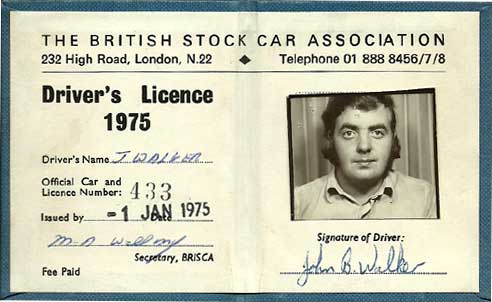 THE BRITISH STOCK CAR ASSOCIATION
232 High Road, London, N.22 ◆ Telephone 01 888 8456/7/8
Driver's Licence
1975
Driver's Name J. WALKER
Official Car and
Licence Number: 433
Issued by -1 JAN 1975
Secretary, BRISCA
Fee Paid
Signature of Driver:
John B. Walker